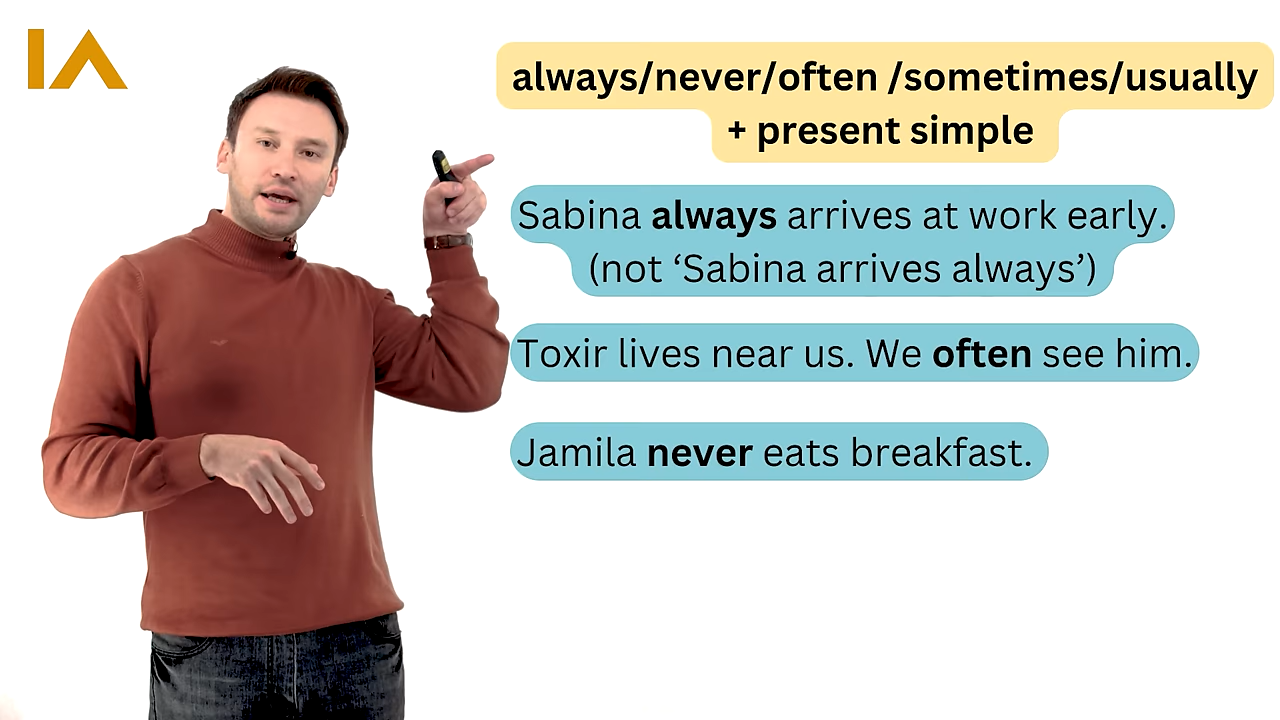 IA
always/never/often /sometimes/usually
+ present simple
Sabina always arrives at work early.
(not ‘Sabina arrives always’)
Toxir lives near us. We often see him.
Jamila never eats breakfast.